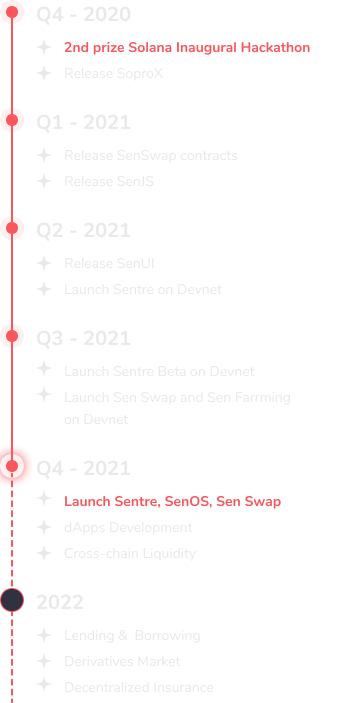 Q4 - 2020
2nd prize Solana Inaugural Hackathon
Release SoproX
Q1 - 2021
Release SenSwap contracts
Release SenJS
Q2 - 2021
Release SenUI
Launch Sentre on Devnet
Q3 - 2021
Launch Sentre Beta on Devnet
Launch Sen Swap and Sen Farrming
on Devnet
Q4 - 2021
Launch Sentre, SenOS, Sen Swap
dApps Development
Cross-chain Liquidity
2022
Lending & Borrowing
Derivatives Market
Decentralized Insurance